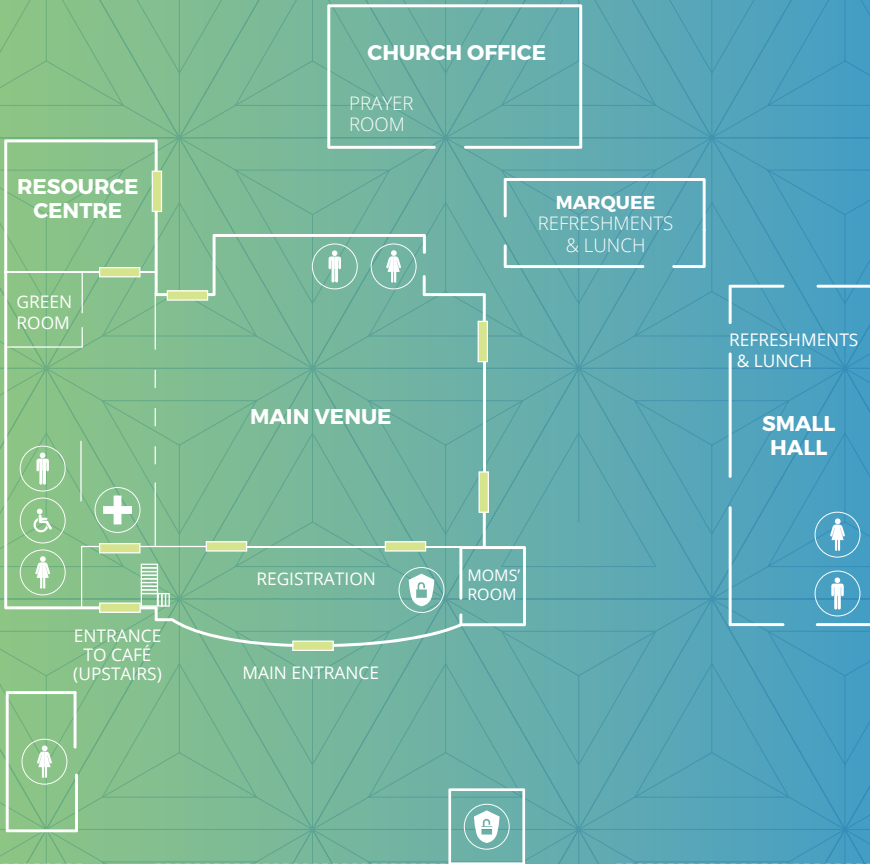 CHURCH OFFICE
PRAYER
ROOM
RESOURCE
CENTRE
MARQUEE
REFRESHMENTS
& LUNCH
GREEN
ROOM
REFRESHMENTS
& LUNCH
MAIN VENUE
SMALL
HALL
REGISTRATION
MOMS'
ROOM
ENTRANCE
TO CAFÉ
(UPSTAIRS)
MAIN ENTRANCE